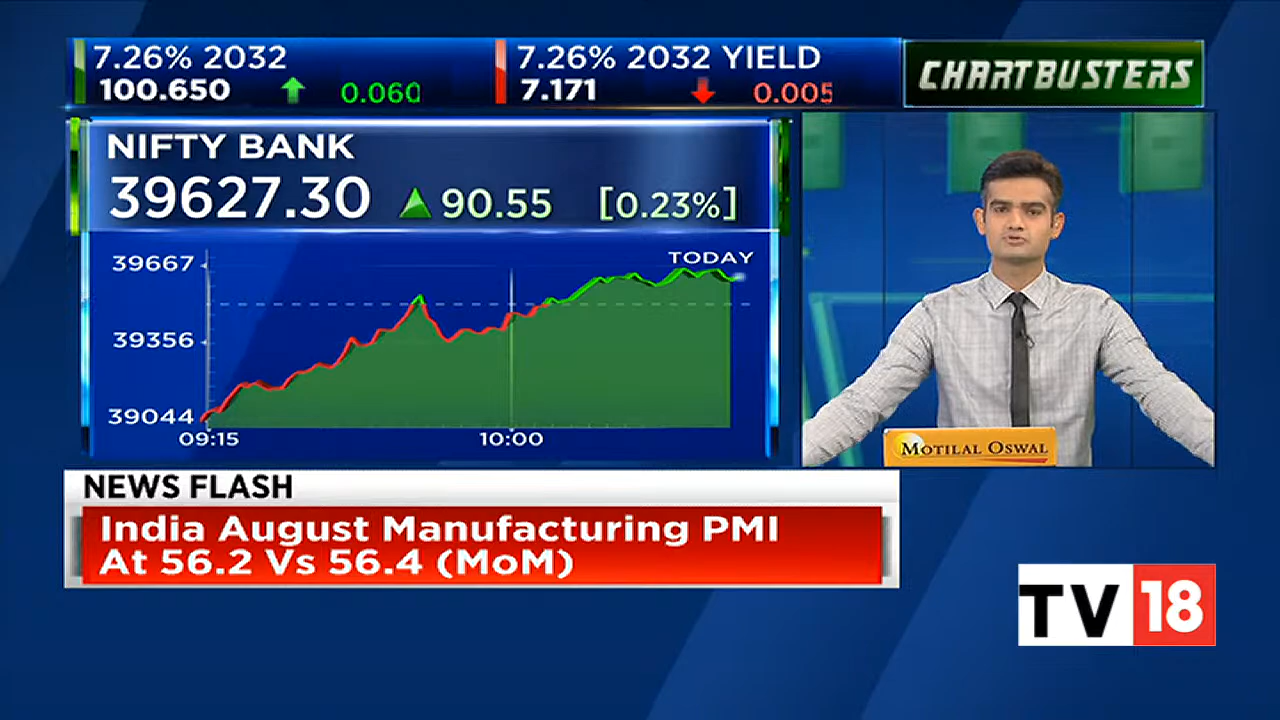 7.26% 2032
100.650 0.060
7.26% 2032 YIELD
7.171 0.005
CHARTBUSTERS
NIFTY BANK
39627.30 90.55 [0.23%]
TODAY
39667
39356
39044
09:15 10:00
MOTILAL OSWAL
NEWS FLASH
India August Manufacturing PMI
At 56.2 Vs 56.4 (MoM)
TV18